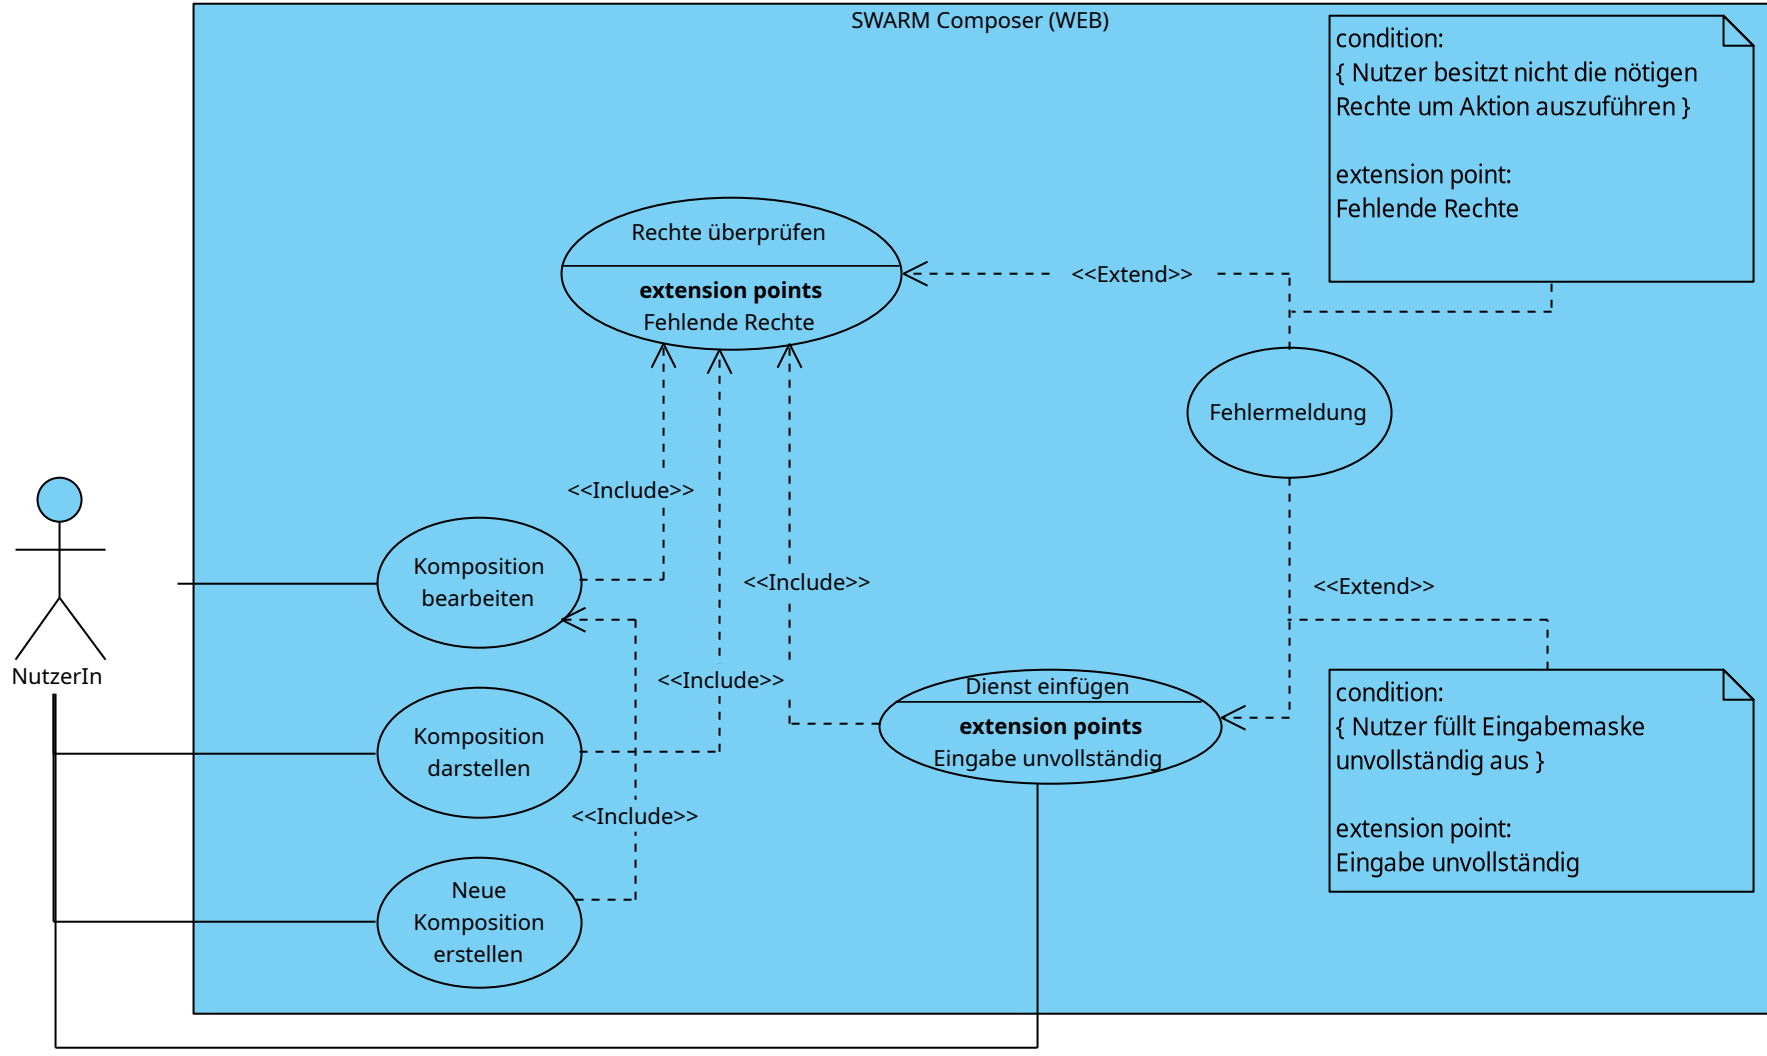 SWARM Composer (WEB)
condition:
{ Nutzer besitzt nicht die nötigen
Rechte um Aktion auszuführen }
extension point:
Fehlende Rechte
Rechte überprüfen
extension points
Fehlende Rechte
<<Extend>>
Fehlermeldung
<<Include>>
Komposition
bearbeiten
<<Include>>
<<Extend>>
NutzerIn
<<Include>>
Dienst einfügen
extension points
Eingabe unvollständig
condition:
{ Nutzer füllt Eingabemaske
unvollständig aus }
extension point:
Eingabe unvollständig
Komposition
darstellen
<<Include>>
Neue
Komposition
erstellen